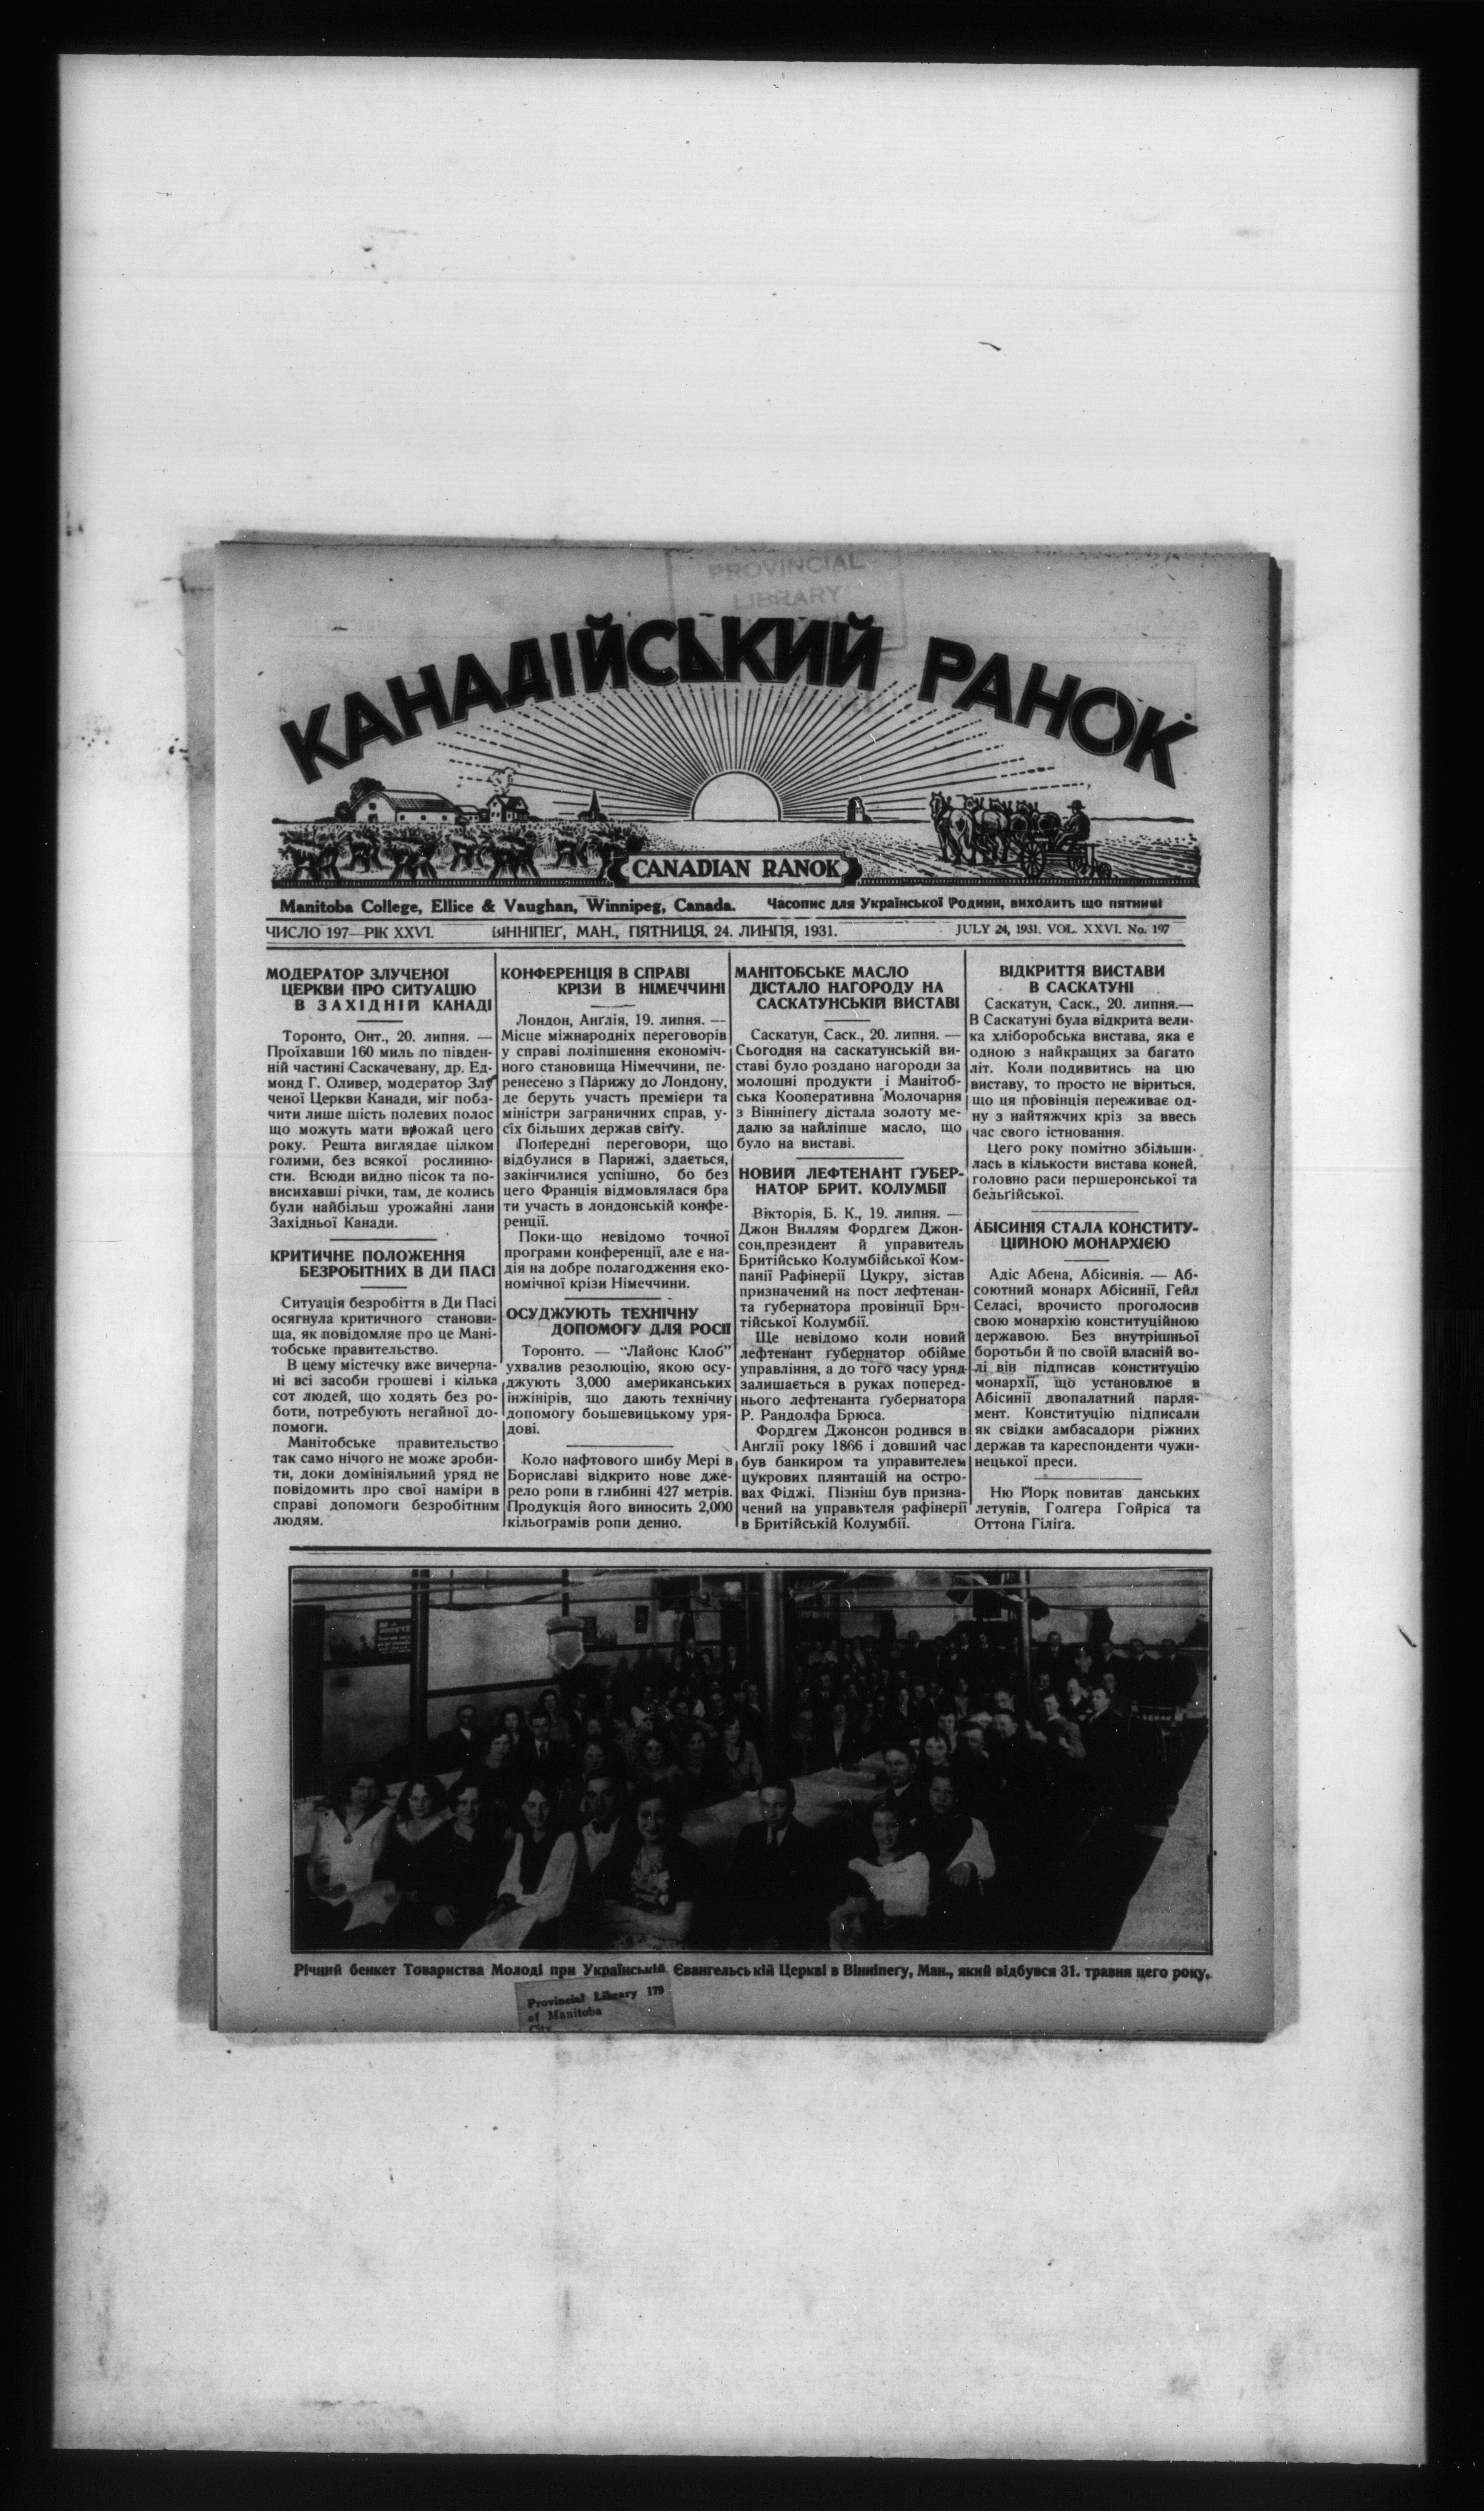 PROVINCIAL
LIBRARY
КАНАДІЙСЬКИЙ РАНОК
CANADIAN RANOK
Manitoba College, Ellice & Vaughan, Winnipeg, Canada. Часопис для Української Родини, виходить що пятниці
ЧИСЛО 197—РІК XXVI. ВІННІПЕҐ, МАН., ПЯТНИЦЯ, 24. ЛИПНЯ, 1931. JULY 24, 1931. VOL. XXVI. No. 197
МОДЕРАТОР ЗЛУЧЕНОЇ
ЦЕРКВИ ПРО СИТУАЦІЮ
В ЗАХІДНІЙ КАНАДІ
Торонто, Онт., 20. липня. —
Проїхавши 160 миль по півден-
ній частині Саскачевану, др. Ед-
монд Г. Оливер, модератор Злу
ченої Церкви Канади, міг поба-
чити лише шість полевих полос
що можуть мати врожай цего
року. Решта виглядає цілком
голими, без всякої рослинно-
сти. Всюди видно пісок та по-
висихавші річки, там, де колись
були найбільш урожайні лани
Західньої Канади.
КРИТИЧНЕ ПОЛОЖЕННЯ
БЕЗРОБІТНИХ В ДИ ПАСІ
Ситуація безробіття в Ди Пасі
осягнула критичного станови-
ща, як повідомляє про це Мані-
тобське правительство.
В цему містечку вже вичерпа-
ні всі засоби грошеві і кілька
сот людей, що ходять без ро-
боти, потребують негайної до-
помоги.
Манітобське правительство
так само нічого не може зроби-
ти, доки домініяльний уряд не
повідомить про свої наміри в
справі допомоги безробітним
людям.
КОНФЕРЕНЦІЯ В СПРАВІ
КРІЗИ В НІМЕЧЧИНІ
Лондон, Англія, 19. липня. —
Місце міжнародніх переговорів
у справі поліпшення економіч-
ного становища Німеччини, пе-
ренесено з Парижу до Лондону,
де беруть участь премієри та
міністри заграничних справ, у-
сіх більших держав світу.
Попередні переговори, що
відбулися в Парижі, здається,
закінчилися успішно, бо без
цего Франція відмовлялася бра
ти участь в лондонській конфе-
ренції.
Поки-що невідомо точної
програми конференції, але є на-
дія на добре полагодження еко-
номічної крізи Німеччини.
ОСУДЖУЮТЬ ТЕХНІЧНУ
ДОПОМОГУ ДЛЯ РОСІЇ
Торонто. — “Лайонс Клоб”
ухвалив резолюцію, якою осу-
джують 3,000 американських
інжінірів, що дають технічну
допомогу боьшевицькому уря-
дові.
Коло нафтового шибу Мері в
Бориславі відкрито нове дже-
рело ропи в глибині 427 метрів.
Продукція його виносить 2,000
кільоґрамів ропи денно.
МАНІТОБСЬКЕ МАСЛО
ДІСТАЛО НАГОРОДУ НА
САСКАТУНСЬКІЙ ВИСТАВІ
Саскатун, Саск., 20. липня. —
Сьогодня на саскатунській ви-
ставі було роздано нагороди за
молошні продукти і Манітоб-
ська Кооперативна Молочарня
з Вінніпеґу дістала золоту ме-
далю за найліпше масло, що
було на виставі.
НОВИЙ ЛЕФТЕНАНТ ҐУБЕР-
НАТОР БРИТ. КОЛУМБІЇ
Вікторія, Б. К., 19. липня. —
Джон Виллям Фордгем Джон-
сон,президент й управитель
Бритійсько Колумбійської Ком-
панії Рафінерії Цукру, зістав
призначений на пост лефтенан-
та ґубернатора провінції Бри-
тійської Колумбії.
Ще невідомо коли новий
лефтенант ґубернатор обійме
управління, а до того часу уряд
залишається в руках поперед-
нього лефтенанта ґубернатора
Р. Рандолфа Брюса.
Фордгем Джонсон родився в
Англії року 1866 і довший час
був банкиром та управителем
цукрових плянтацій на остро-
вах Фіджі. Пізніш був призна-
чений на управителя рафінерії
в Бритійській Колумбії.
ВІДКРИТТЯ ВИСТАВИ
В САСКАТУНІ
Саскатун, Саск., 20. липня.—
В Саскатуні була відкрита вели-
ка хліборобська вистава, яка є
одною з найкращих за багато
літ. Коли подивитись на цю
виставу, то просто не віриться,
що ця провінція переживає од-
ну з найтяжчих кріз за ввесь
час свого істновання.
Цего року помітно збільши-
лась в кількости вистава коней,
головно раси першеронської та
бельґійської.
АБІСИНІЯ СТАЛА КОНСТИТУ-
ЦІЙНОЮ МОНАРХІЄЮ
Адіс Абена, Абісинія. — Аб-
соютний монарх Абісинії, Гейл
Селасі, врочисто проголосив
свою монархію конституційною
державою. Без внутрішньої
боротьби й по своїй власній во-
лі він підписав конституцію
монархії, що установлює в
Абісинії двопалатний парля-
мент. Конституцію підписали
як свідки амбасадори ріжних
держав та кареспонденти чужи-
нецької преси.
Ню Йорк повитав данських
летунів, Голґера Гойріса та
Оттона Гіліґа.
Річний бенкет Товариства Молоді при Українській Євангельській Церкві в Вінніпеґу, Ман., який відбувся 31. травня цего року.
Provincial Library 179
of Manitoba
City